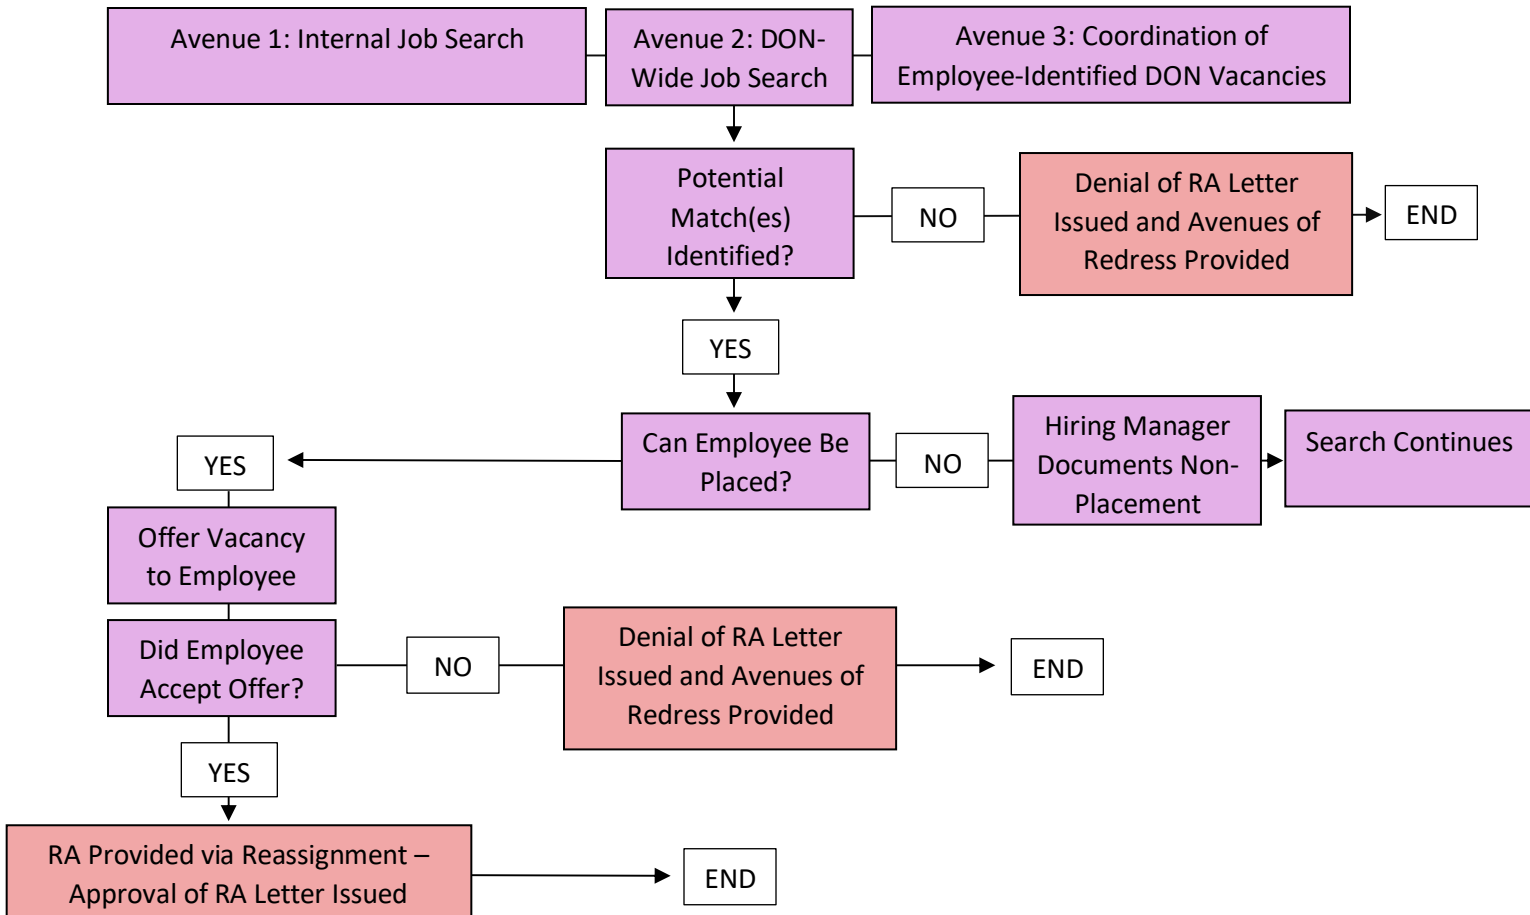 Avenue 1: Internal Job Search
Avenue 2: DON-
Wide Job Search
Avenue 3: Coordination of
Employee-Identified DON Vacancies
Potential
Match(es)
Identified?
NO
Denial of RA Letter
Issued and Avenues of
Redress Provided
END
YES
Can Employee Be
Placed?
NO
Hiring Manager
Documents Non-
Placement
Search Continues
YES
Offer Vacancy
to Employee
Did Employee
Accept Offer?
NO
Denial of RA Letter
Issued and Avenues of
Redress Provided
END
YES
RA Provided via Reassignment –
Approval of RA Letter Issued
END